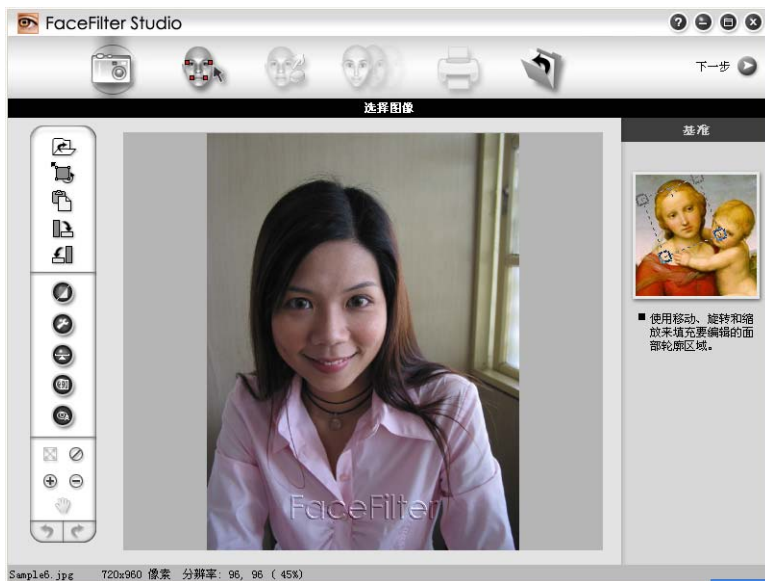 FaceFilter Studio
下一步
选择图像
基准
■ 使用移动、旋转和缩
放来填充要编辑的面
部轮廓区域。
FaceFilter
Sample6.jpg 720x960 像素 分辨率: 96, 96 ( 45%)